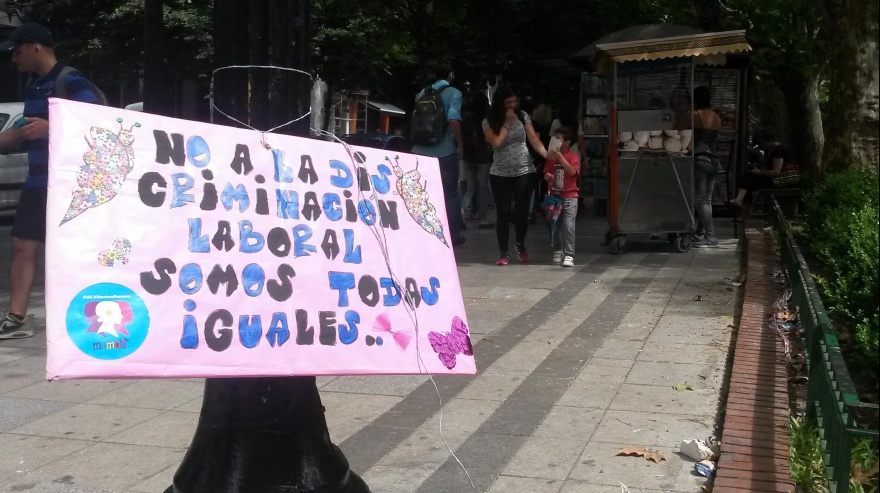 NO A LA DIS
CRIMINACION
LABORAL
SOMOS TODAS
iGUALES..